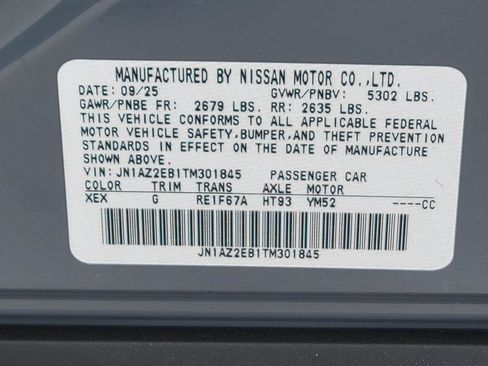 MANUFACTURED BY NISSAN MOTOR CO.,LTD.
DATE: 09/25 GVWR/PNBV: 5302 LBS.
GAWR/PNBE FR: 2679 LBS. RR: 2635 LBS.
THIS VEHICLE CONFORMS TO ALL APPLICABLE FEDERAL
MOTOR VEHICLE SAFETY, BUMPER, AND THEFT PREVENTION
STANDARDS IN EFFECT ON THE DATE OF MANUFACTURE
SHOWN ABOVE.
VIN: JN1AZ2EB1TM301845 PASSENGER CAR
COLOR TRIM TRANS AXLE MOTOR
XEX G RE1F67A HT93 YM52 ----CC
JN1AZ2EB1TM301845